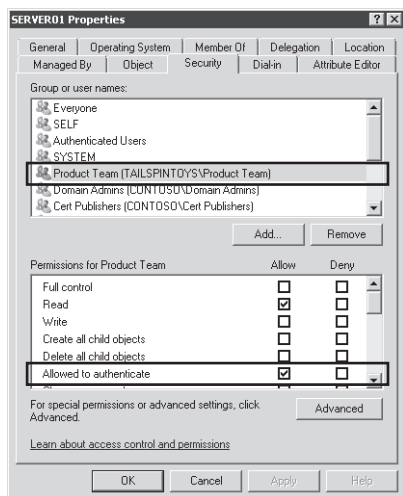 SERVER01 Properties
General Operating System Member Of Delegation Location
Managed By Object Security Dial-in Attribute Editor
Group or user names:
Everyone
SELF
Authenticated Users
SYSTEM
Product Team (TAILSPINTOYS\Product Team)
Domain Admins (CONTOSO\Domain Admins)
Cert Publishers (CONTOSO\Cert Publishers)
Add... Remove
Permissions for Product Team Allow Deny
Full control
Read
Write
Create all child objects
Delete all child objects
Allowed to authenticate
For special permissions or advanced settings, click Advanced.
Advanced
Learn about access control and permissions
OK Cancel Apply Help